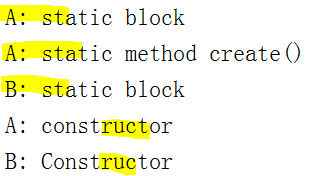 A: static block
A: static method create()
B: static block
A: constructor
B: Constructor